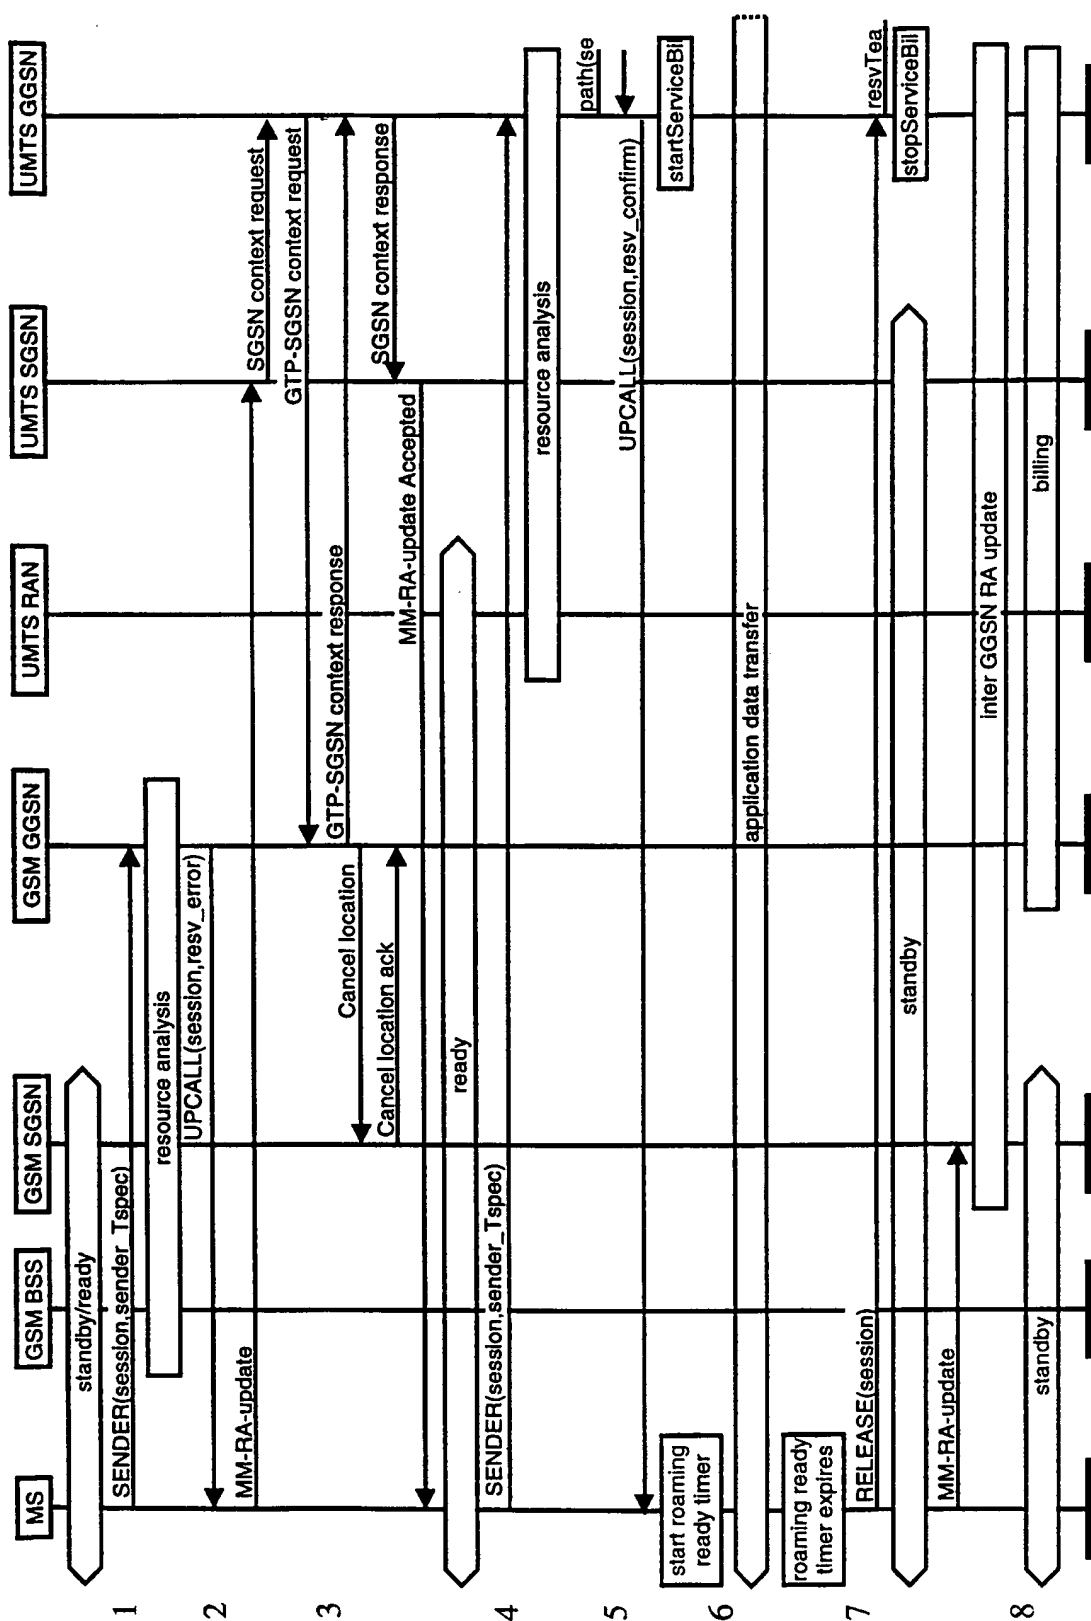 MS
GSM BSS
GSM SGSN
GSM GGSN
UMTS RAN
UMTS SGSN
UMTS GGSN
standby/ready
1
SENDER(session,sender_Tspec)
resource analysis
UPCALL(session,resv_error)
2
MM-RA-update
SGSN context request
GTP-SGSN context request
3
GTP-SGSN context response
Cancel location
SGSN context response
Cancel location ack
MM-RA-update Accepted
ready
4
SENDER(session,sender_Tspec)
resource analysis
path(se
5
UPCALL(session,resv_confirm)
start roaming
ready timer
startServiceBil
6
application data transfer
roaming ready
timer expires
7
RELEASE(session)
resvTea
standby
stopServiceBil
MM-RA-update
inter GGSN RA update
8
standby
billing